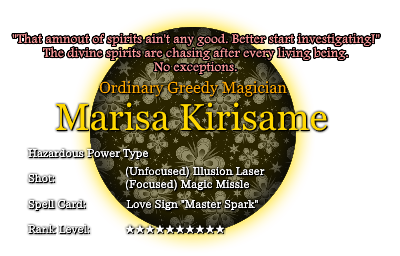 "That amnout of spirits ain't any good. Better start investigating!"
The divine spirits are chasing after every living being.
No exceptions.
Ordinary Greedy Magician
Marisa Kirisame
Hazardous Power Type
Shot: (Unfocused) Illusion Laser
(Focused) Magic Missle
Spell Card: Love Sign "Master Spark"
Rank Level: ★★★★★★★★★★